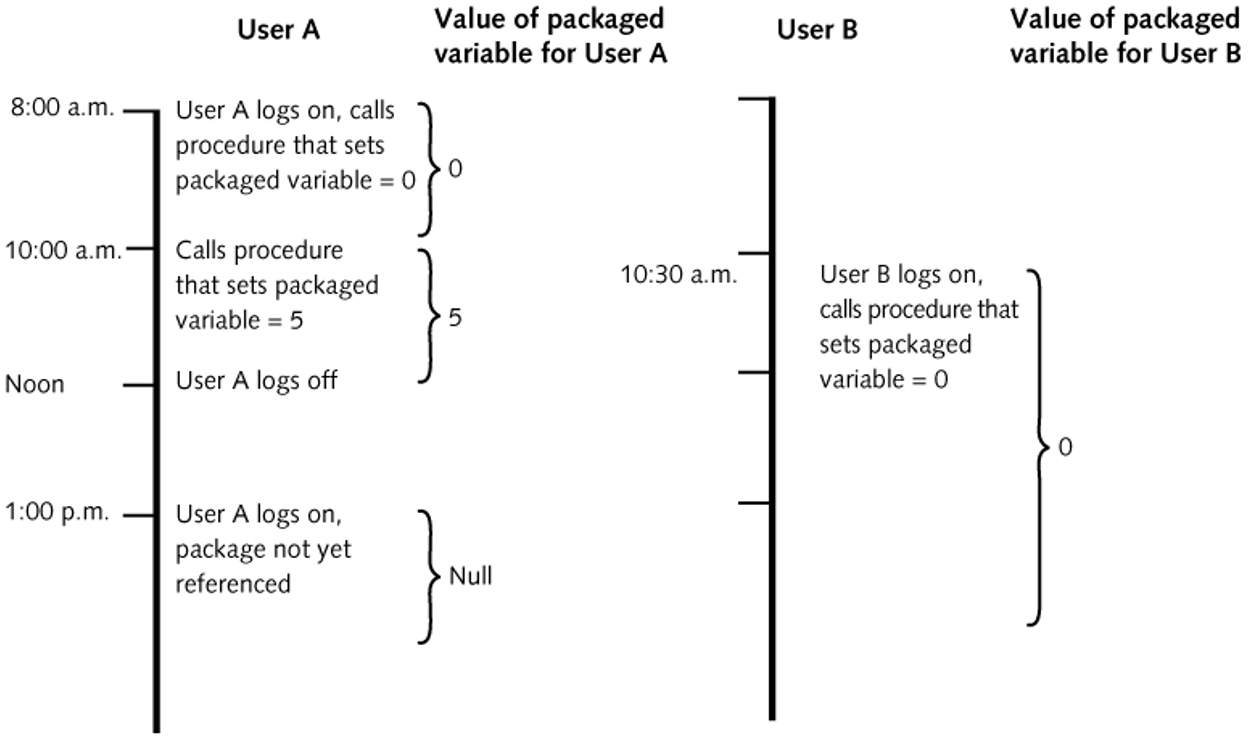 User A
Value of packaged
variable for User A
User B
Value of packaged
variable for User B
8:00 a.m.
User A logs on, calls
procedure that sets
packaged variable = 0
0
10:00 a.m.
Calls procedure
that sets packaged
variable = 5
5
Noon
User A logs off
1:00 p.m.
User A logs on,
package not yet
referenced
Null
10:30 a.m.
User B logs on,
calls procedure that
sets packaged
variable = 0
0